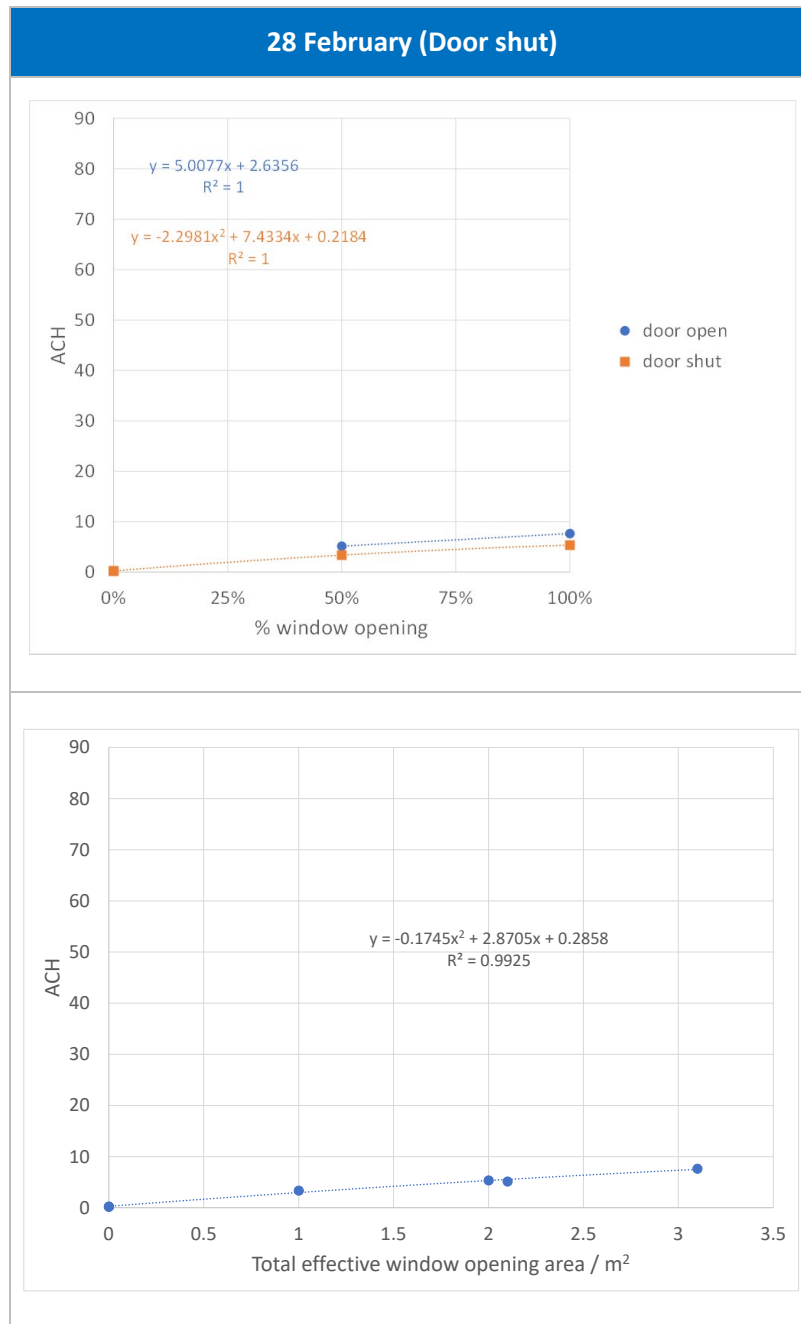 28 February (Door shut)
90
80
70
60
50
40
30
20
10
0
ACH
y = 5.0077x + 2.6356
R² = 1
y = -2.2981x² + 7.4334x + 0.2184
R² = 1
door open
door shut
0% 25% 50% 75% 100%
% window opening
90
80
70
60
50
40
30
20
10
0
ACH
y = -0.1745x² + 2.8705x + 0.2858
R² = 0.9925
0 0.5 1 1.5 2 2.5 3 3.5
Total effective window opening area / m²